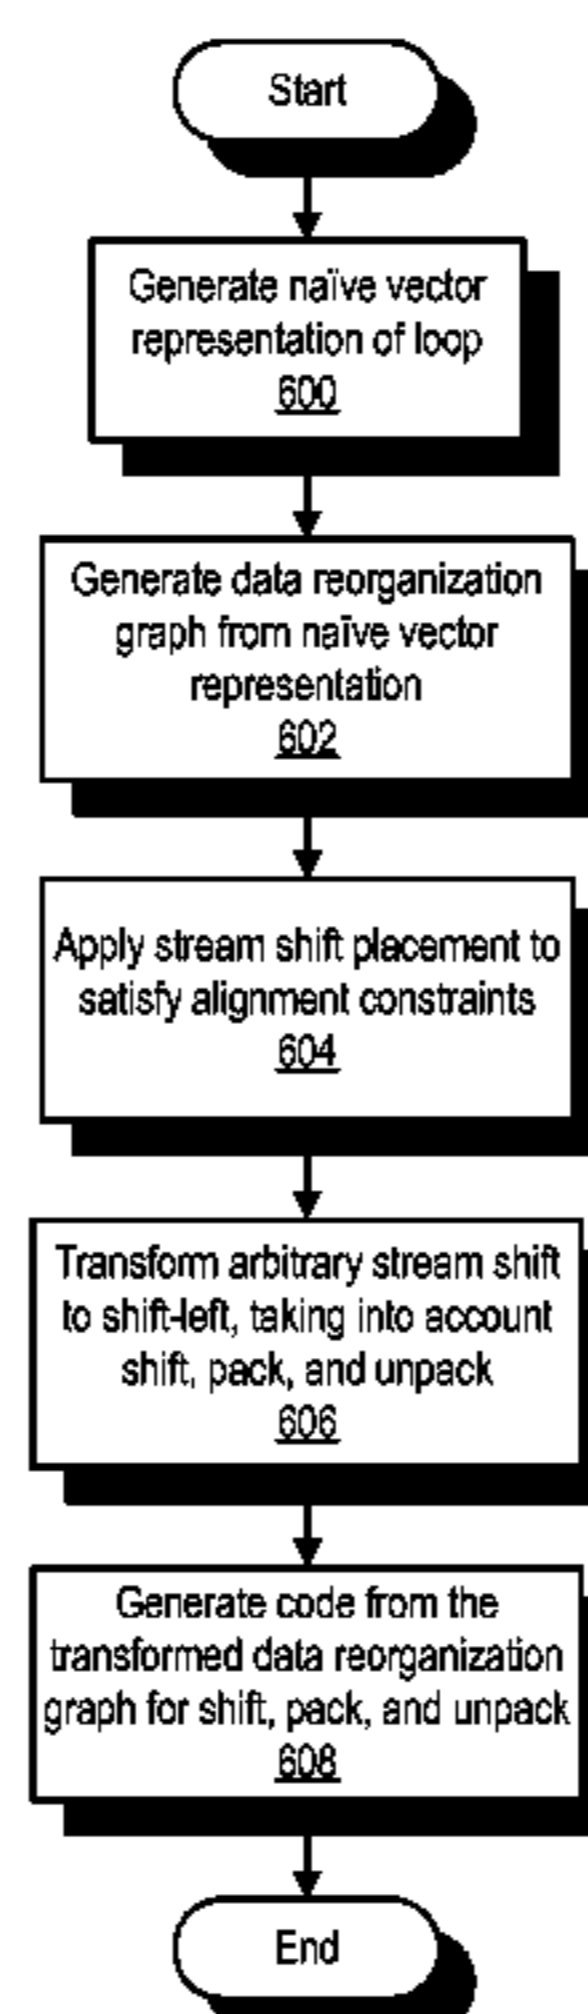 Start
Generate naïve vector
representation of loop
600
Generate data reorganization
graph from naïve vector
representation
602
Apply stream shift placement to
satisfy alignment constraints
604
Transform arbitrary stream shift
to shift-left, taking into account
shift, pack, and unpack
606
Generate code from the
transformed data reorganization
graph for shift, pack, and unpack
608
End